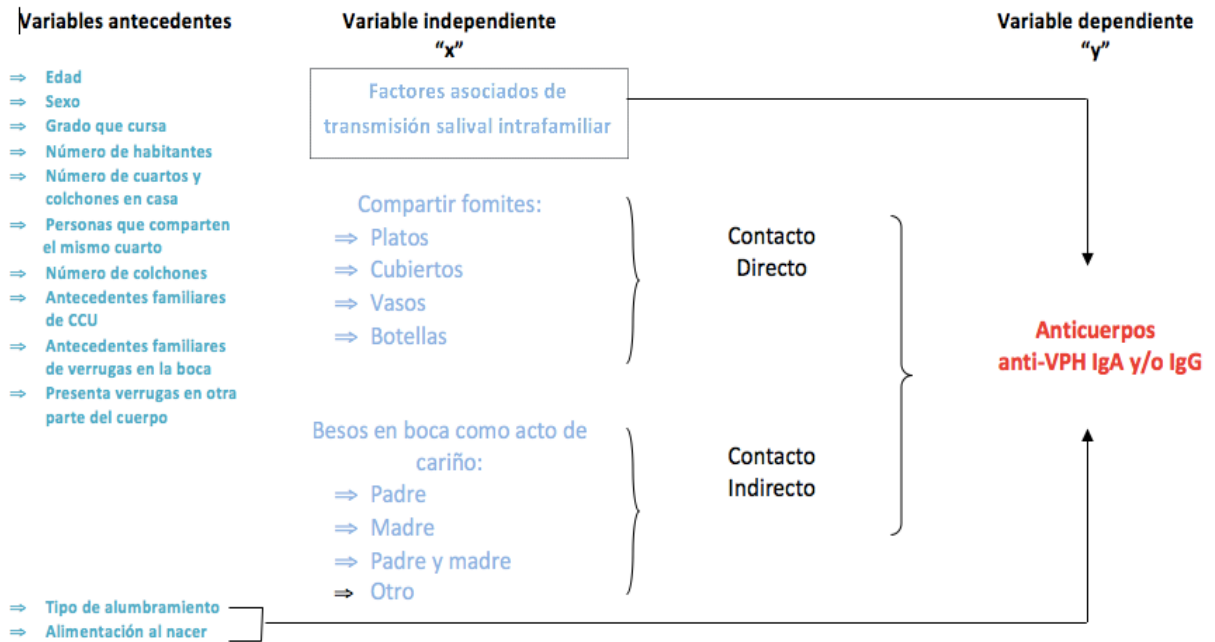 Variables antecedentes
⇒ Edad
⇒ Sexo
⇒ Grado que cursa
⇒ Número de habitantes
⇒ Número de cuartos y
colchones en casa
⇒ Personas que comparten
el mismo cuarto
⇒ Número de colchones
⇒ Antecedentes familiares
de CCU
⇒ Antecedentes familiares
de verrugas en la boca
⇒ Presenta verrugas en otra
parte del cuerpo
⇒ Tipo de alumbramiento
⇒ Alimentación al nacer
Variable independiente
“x”
Factores asociados de
transmisión salival intrafamiliar
Compartir fomites:
⇒ Platos
⇒ Cubiertos
⇒ Vasos
⇒ Botellas
Besos en boca como acto de
cariño:
⇒ Padre
⇒ Madre
⇒ Padre y madre
⇒ Otro
Contacto
Directo
Contacto
Indirecto
Variable dependiente
“y”
Anticuerpos
anti-VPH IgA y/o IgG